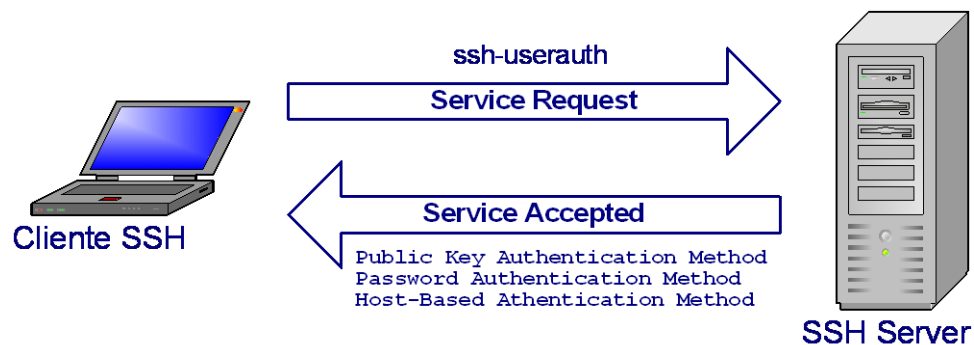 ssh-userauth
Service Request
Service Accepted
Cliente SSH
Public Key Authentication Method
Password Authentication Method
Host-Based Athentication Method
SSH Server